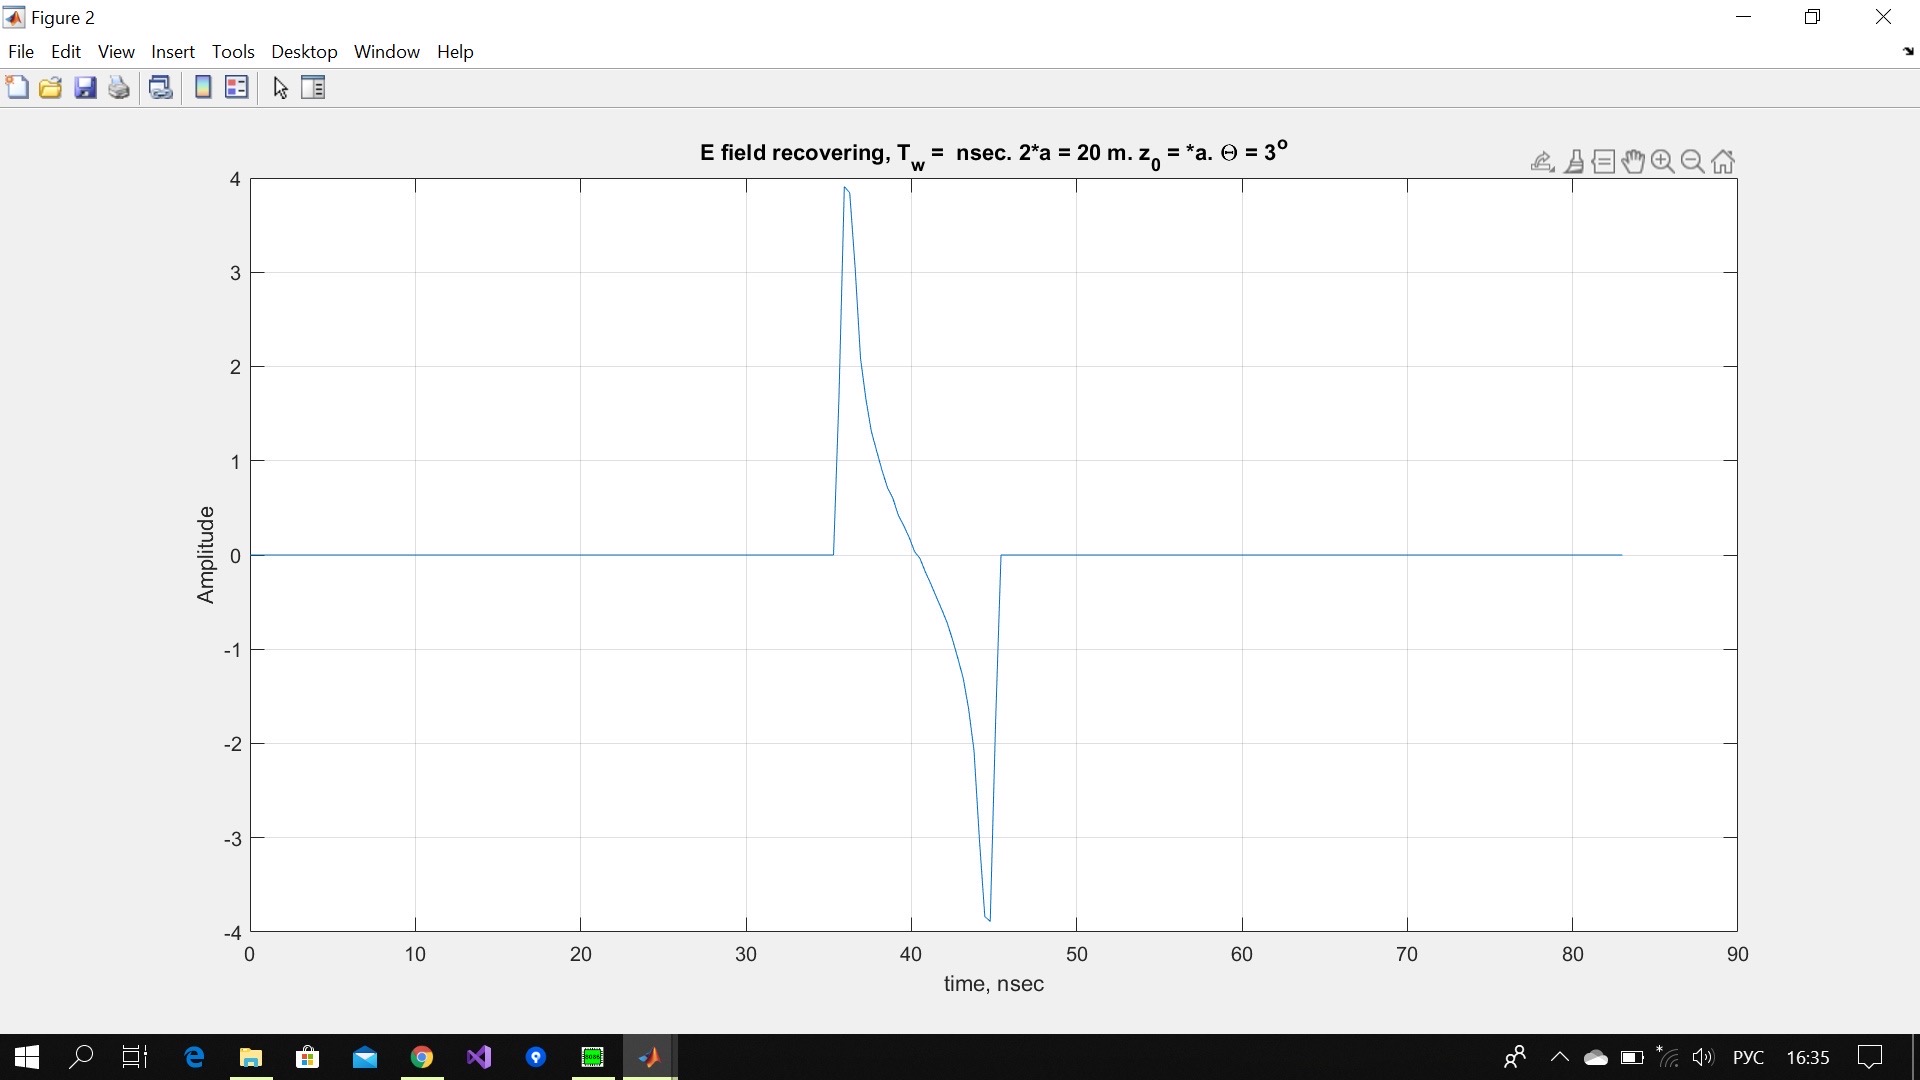 Figure 2
File Edit View Insert Tools Desktop Window Help
E field recovering, T_w = nsec. 2*a = 20 m. z_0 = *a. Θ = 3^o
4
3
2
1
0
-1
-2
-3
-4
Amplitude
0 10 20 30 40 50 60 70 80 90
time, nsec
РУС 16:35